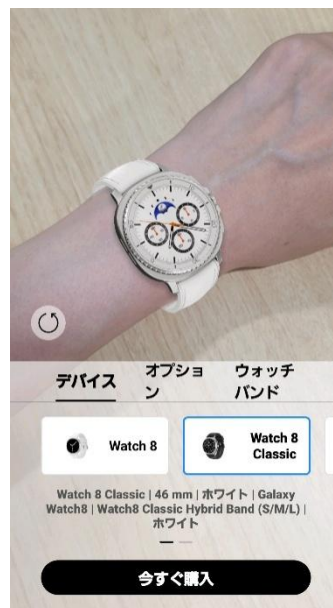 デバイス
オプショ
ン
ウォッチ
バンド
Watch 8
Watch 8
Classic
Watch 8 Classic | 46 mm | ホワイト | Galaxy
Watch8 | Watch8 Classic Hybrid Band (S/M/L) |
ホワイト
今すぐ購入